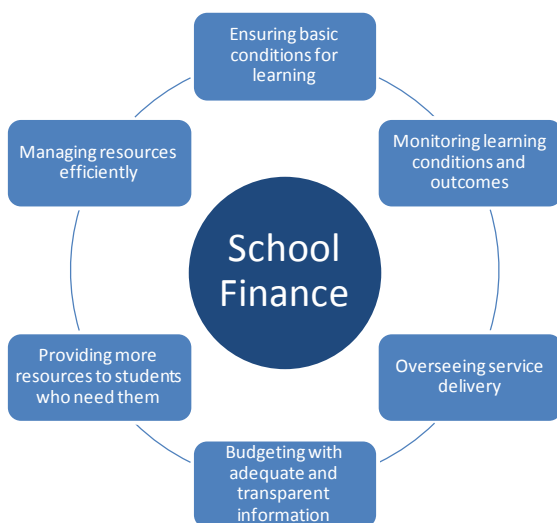 Ensuring basic
conditions for
learning
Monitoring learning
conditions and
outcomes
Overseeing service
delivery
Budgeting with
adequate and
transparent
information
Providing more
resources to students
who need them
Managing resources
efficiently
School
Finance